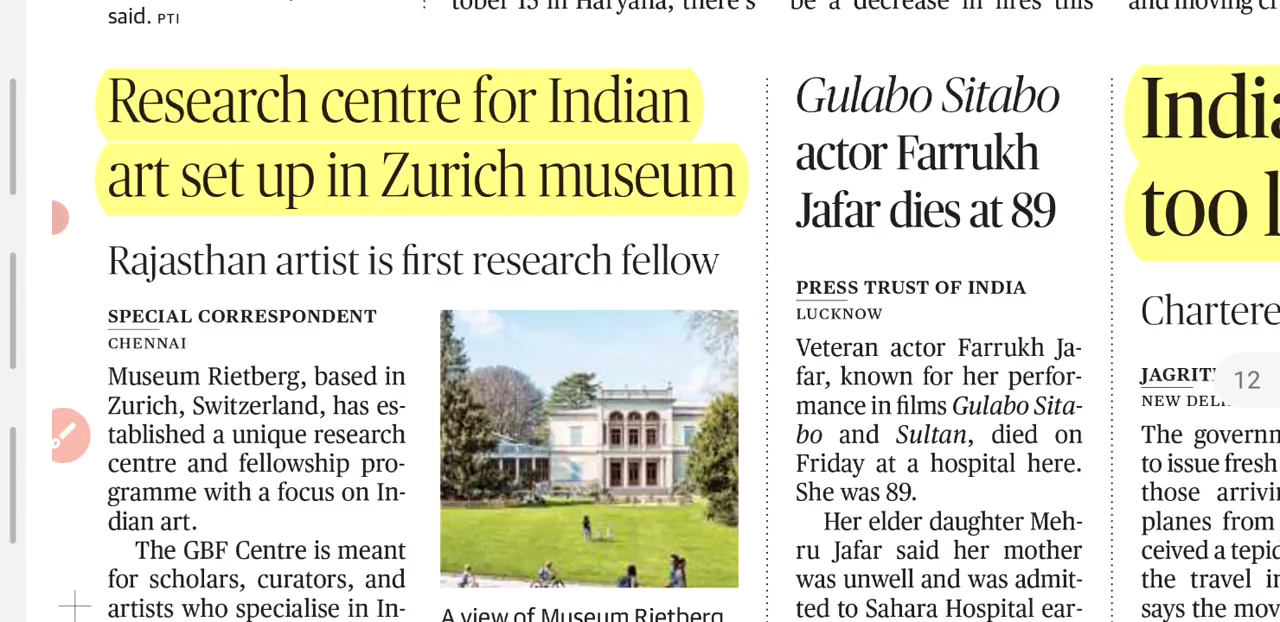 said. PTI
tober 15 in Haryana, there's
be a decrease in fires this
and moving
Research centre for Indian
art set up in Zurich museum
Rajasthan artist is first research fellow
SPECIAL CORRESPONDENT
CHENNAI
Museum Rietberg, based in
Zurich, Switzerland, has es-
tablished a unique research
centre and fellowship pro-
gramme with a focus on In-
dian art.
The GBF Centre is meant
for scholars, curators, and
artists who specialise in In-
A view of Museum Rietberg
Gulabo Sitabo
actor Farrukh
Jafar dies at 89
PRESS TRUST OF INDIA
LUCKNOW
Veteran actor Farrukh Ja-
far, known for her perfor-
mance in films Gulabo Sita-
bo and Sultan, died on
Friday at a hospital here.
She was 89.
Her elder daughter Meh-
ru Jafar said her mother
was unwell and was admit-
ted to Sahara Hospital ear-
too
Chartere
JAGRIT
12
NEW DEL
The governm
to issue fresh
those arrivi
planes from
ceived a tepi
the travel i
says the mov